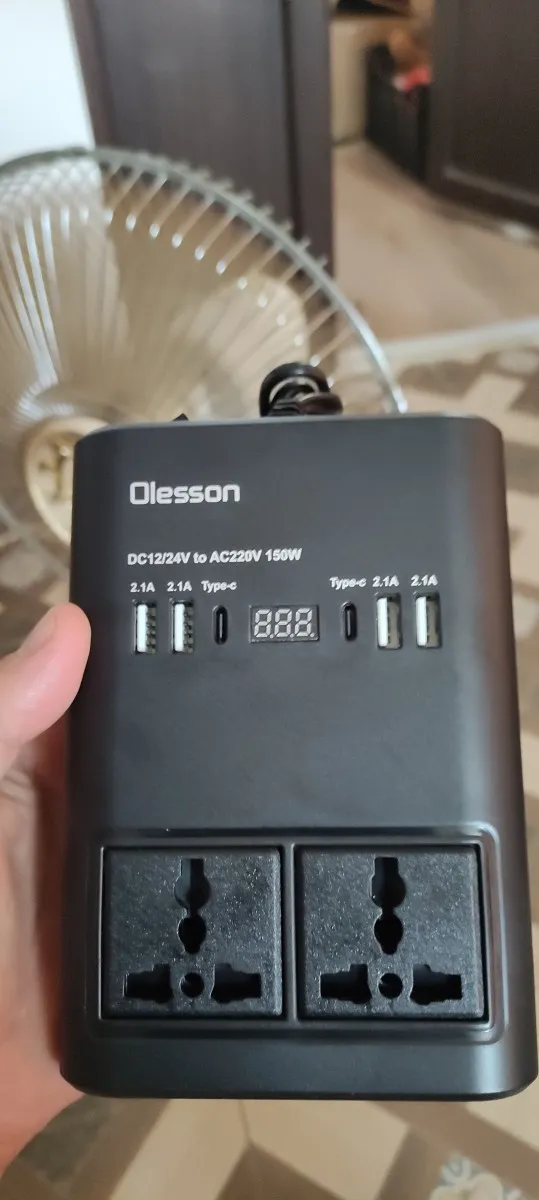 Olesson
DC12/24V to AC220V 150W
2.1A 2.1A Type-c Type-c 2.1A 2.1A
8.8.8.